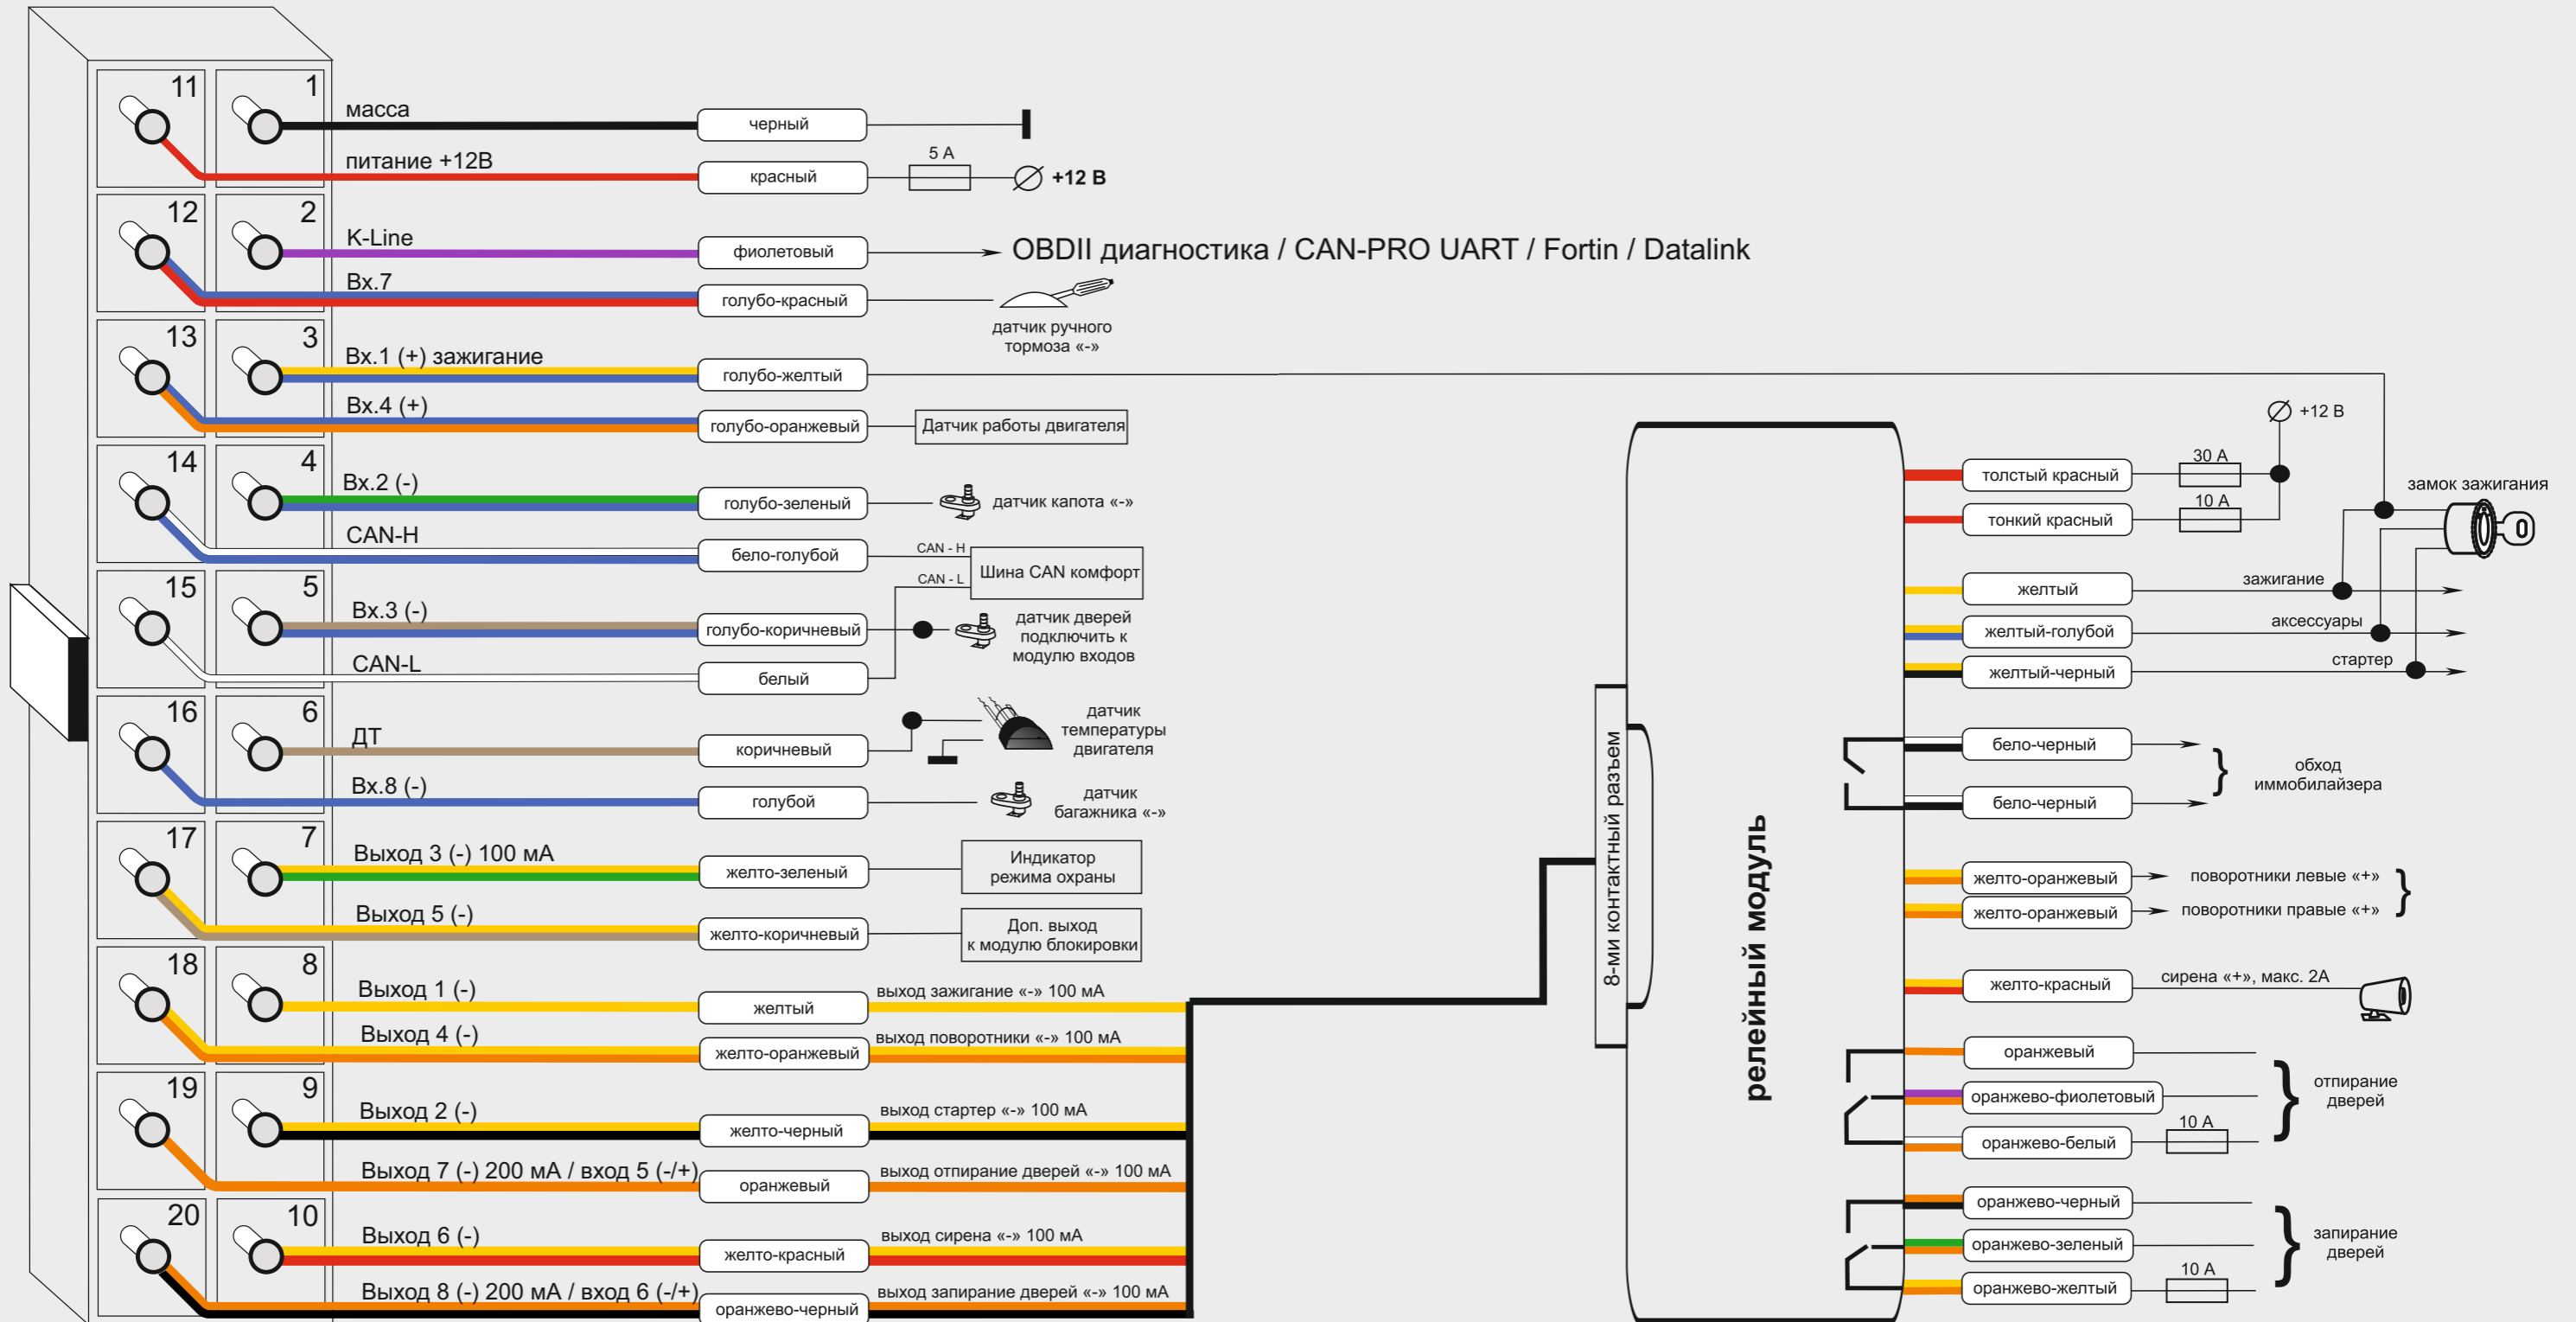 11
1
масса
черный
питание +12В
красный
5 А
+12 В
12
2
K-Line
фиолетовый
OBDII диагностика / CAN-PRO UART / Fortin / Datalink
Вх.7
голубо-красный
датчик ручного
тормоза «-»
13
3
Вх.1 (+) зажигание
голубо-желтый
Вх.4 (+)
голубо-оранжевый
Датчик работы двигателя
14
4
Вх.2 (-)
голубо-зеленый
датчик капота «-»
CAN-H
бело-голубой
CAN - H
CAN - L
Шина CAN комфорт
15
5
Вх.3 (-)
голубо-коричневый
датчик дверей
подключить к
модулю входов
CAN-L
белый
16
6
ДТ
коричневый
датчик
температуры
двигателя
Вх.8 (-)
голубой
датчик
багажника «-»
17
7
Выход 3 (-) 100 мА
желто-зеленый
Индикатор
режима охраны
Выход 5 (-)
желто-коричневый
Доп. выход
к модулю блокировки
18
8
Выход 1 (-)
желтый
выход зажигание «-» 100 мА
Выход 4 (-)
желто-оранжевый
выход поворотники «-» 100 мА
19
9
Выход 2 (-)
желто-черный
выход стартер «-» 100 мА
Выход 7 (-) 200 мА / вход 5 (-/+)
оранжевый
выход отпирание дверей «-» 100 мА
20
10
Выход 6 (-)
желто-красный
выход сирена «-» 100 мА
Выход 8 (-) 200 мА / вход 6 (-/+)
оранжево-черный
выход запирание дверей «-» 100 мА
8-ми контактный разъем
релейный модуль
+12 В
толстый красный
30 А
тонкий красный
10 А
замок зажигания
желтый
зажигание
желтый-голубой
аксессуары
желтый-черный
стартер
бело-черный
бело-черный
обход
иммобилайзера
желто-оранжевый
поворотники левые «+»
желто-оранжевый
поворотники правые «+»
желто-красный
сирена «+», макс. 2А
оранжевый
оранжево-фиолетовый
оранжево-белый
10 А
отпирание
дверей
оранжево-черный
оранжево-зеленый
оранжево-желтый
10 А
запирание
дверей